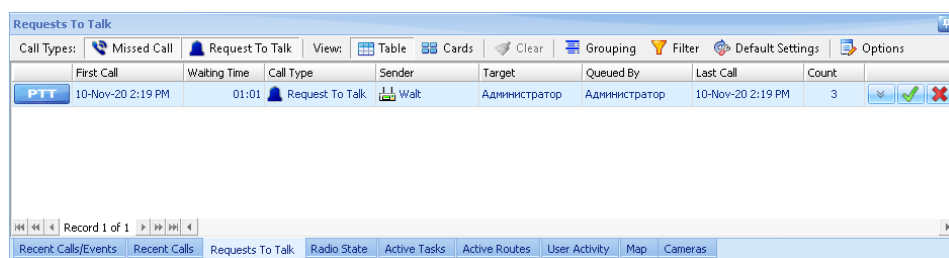 Requests To Talk
Call Types: Missed Call Request To Talk View: Table Cards Clear Grouping Filter Default Settings Options
First Call Waiting Time Call Type Sender Target Queued By Last Call Count
PTT 10-Nov-20 2:19 PM 01:01 Request To Talk Walt Администратор Администратор 10-Nov-20 2:19 PM 3
Record 1 of 1
Recent Calls/Events Recent Calls Requests To Talk Radio State Active Tasks Active Routes User Activity Map Cameras